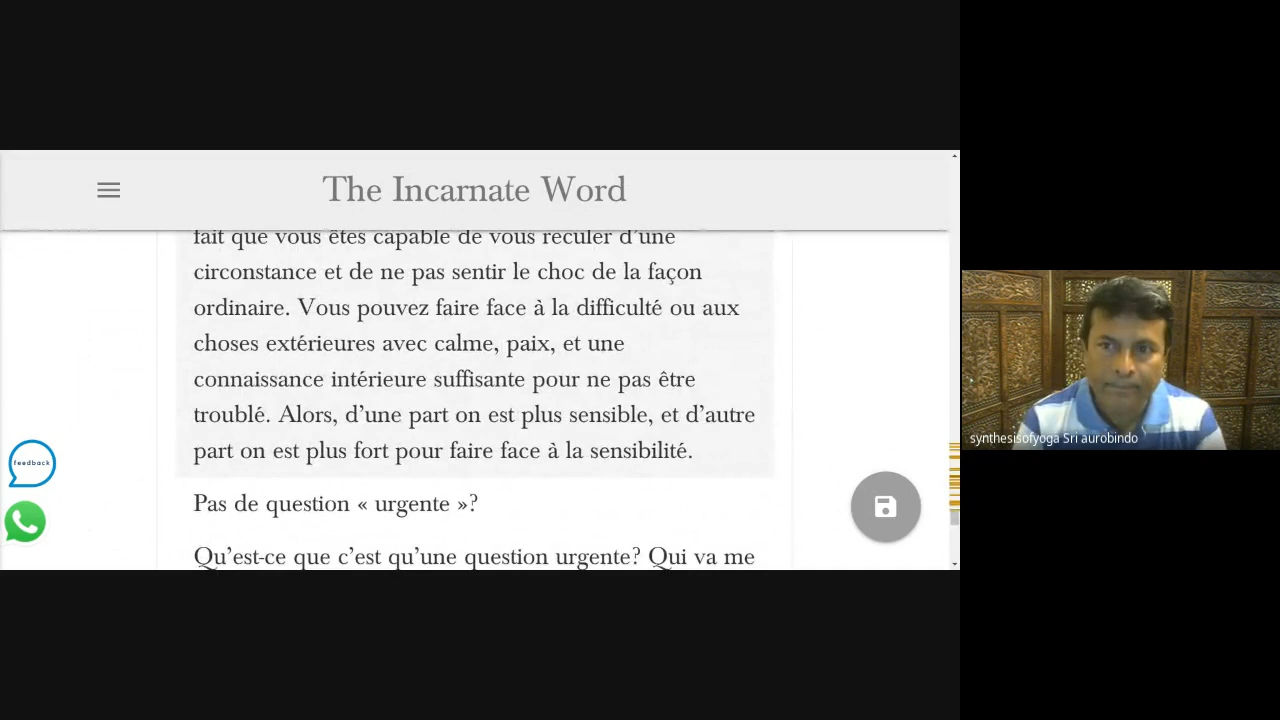 The Incarnate Word
fait que vous êtes capable de vous reculer d’une
circonstance et de ne pas sentir le choc de la façon
ordinaire. Vous pouvez faire face à la difficulté ou aux
choses extérieures avec calme, paix, et une
connaissance intérieure suffisante pour ne pas être
troublé. Alors, d’une part on est plus sensible, et d’autre
part on est plus fort pour faire face à la sensibilité.
Pas de question « urgente »?
Qu’est-ce que c’est qu’une question urgente? Qui va me
feedback
synthesisofyoga Sri aurobindo